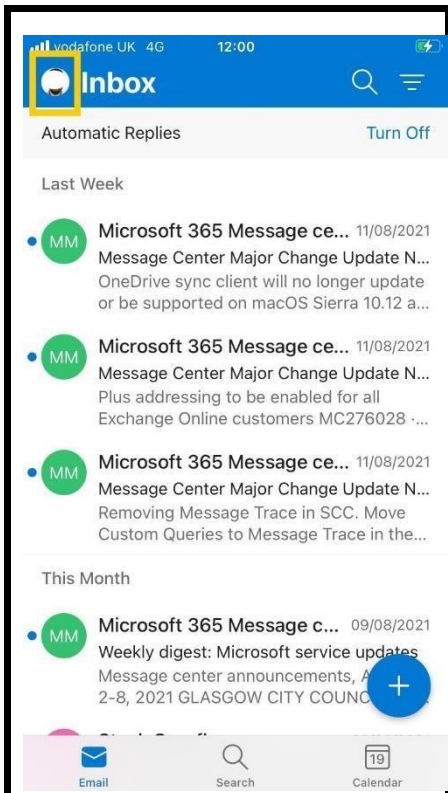 vodafone UK 4G 12:00
Inbox
Automatic Replies Turn Off
Last Week
MM
Microsoft 365 Message ce... 11/08/2021
Message Center Major Change Update N...
OneDrive sync client will no longer update
or be supported on macOS Sierra 10.12 a...
MM
Microsoft 365 Message ce... 11/08/2021
Message Center Major Change Update N...
Plus addressing to be enabled for all
Exchange Online customers MC276028 ·...
MM
Microsoft 365 Message ce... 11/08/2021
Message Center Major Change Update N...
Removing Message Trace in SCC. Move
Custom Queries to Message Trace in the...
This Month
MM
Microsoft 365 Message c... 09/08/2021
Weekly digest: Microsoft service updates
Message center announcements,
2-8, 2021 GLASGOW CITY
Email Search 19 Calendar